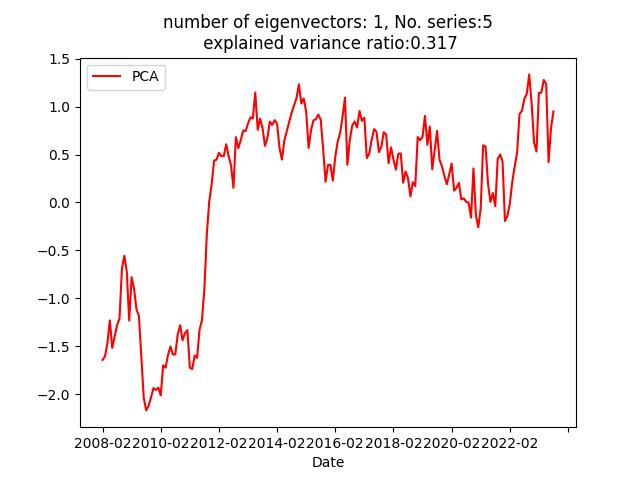 number of eigenvectors: 1, No. series:5
explained variance ratio:0.317
PCA
1.5
1.0
0.5
0.0
−0.5
−1.0
−1.5
−2.0
2008-022010-022012-022014-022016-022018-022020-022022-02
Date